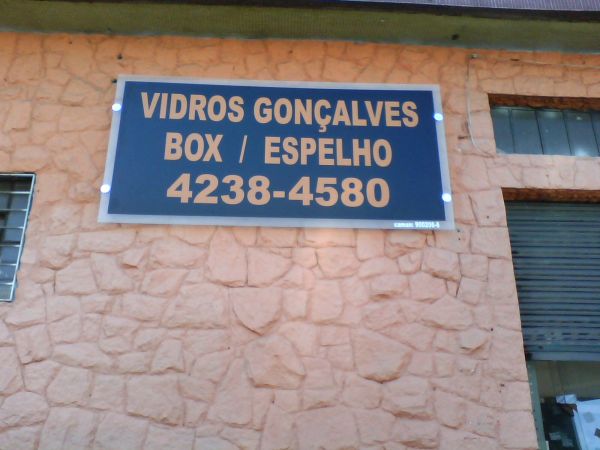 VIDROS GONÇALVES
BOX / ESPELHO
4238-4580